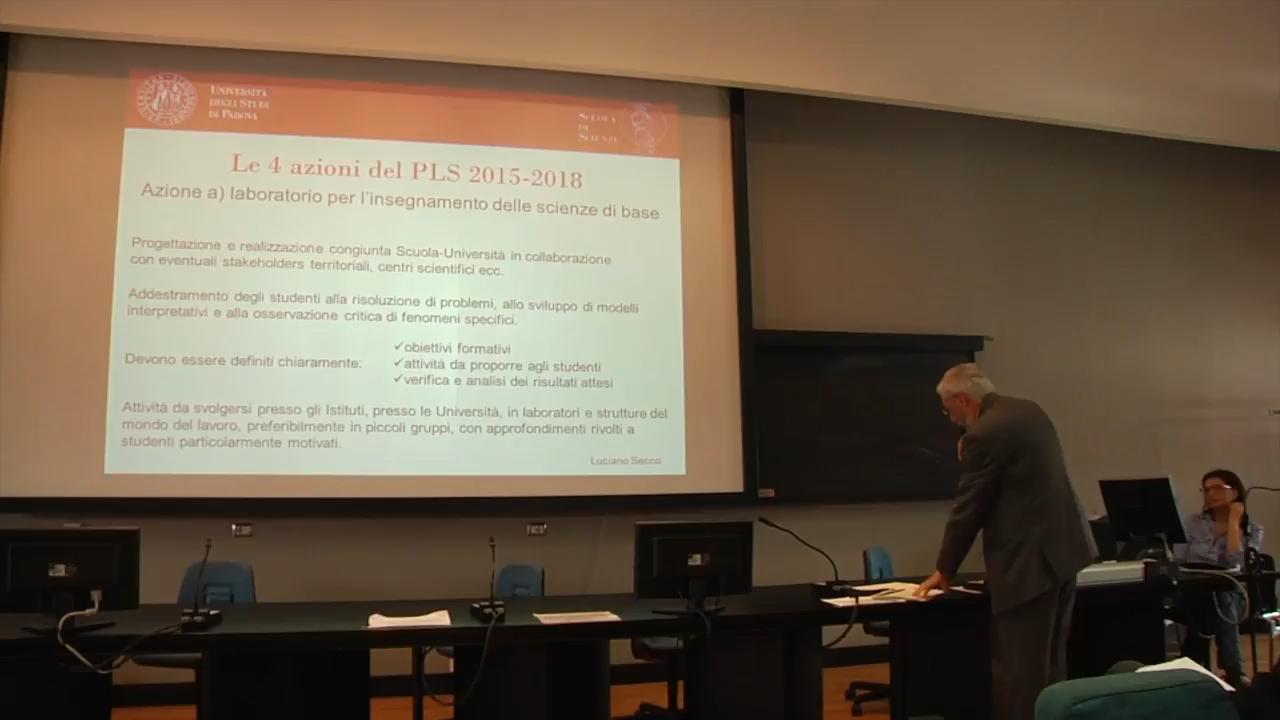 UNIVERSITÀ
DEGLI STUDI
DI PADOVA
SCUOLA
DI
SCIENZE
Le 4 azioni del PLS 2015-2018
Azione a) laboratorio per l'insegnamento delle scienze di base
Progettazione e realizzazione congiunta Scuola-Università in collaborazione
con eventuali stakeholders territoriali, centri scientifici ecc.
Addestramento degli studenti alla risoluzione di problemi, allo sviluppo di modelli
interpretativi e alla osservazione critica di fenomeni specifici.
Devono essere definiti chiaramente:
✓obiettivi formativi
✓attività da proporre agli studenti
✓verifica e analisi dei risultati attesi
Attività da svolgersi presso gli Istituti, presso le Università, in laboratori e strutture del
mondo del lavoro, preferibilmente in piccoli gruppi, con approfondimenti rivolti a
studenti particolarmente motivati.
Luciano Secco